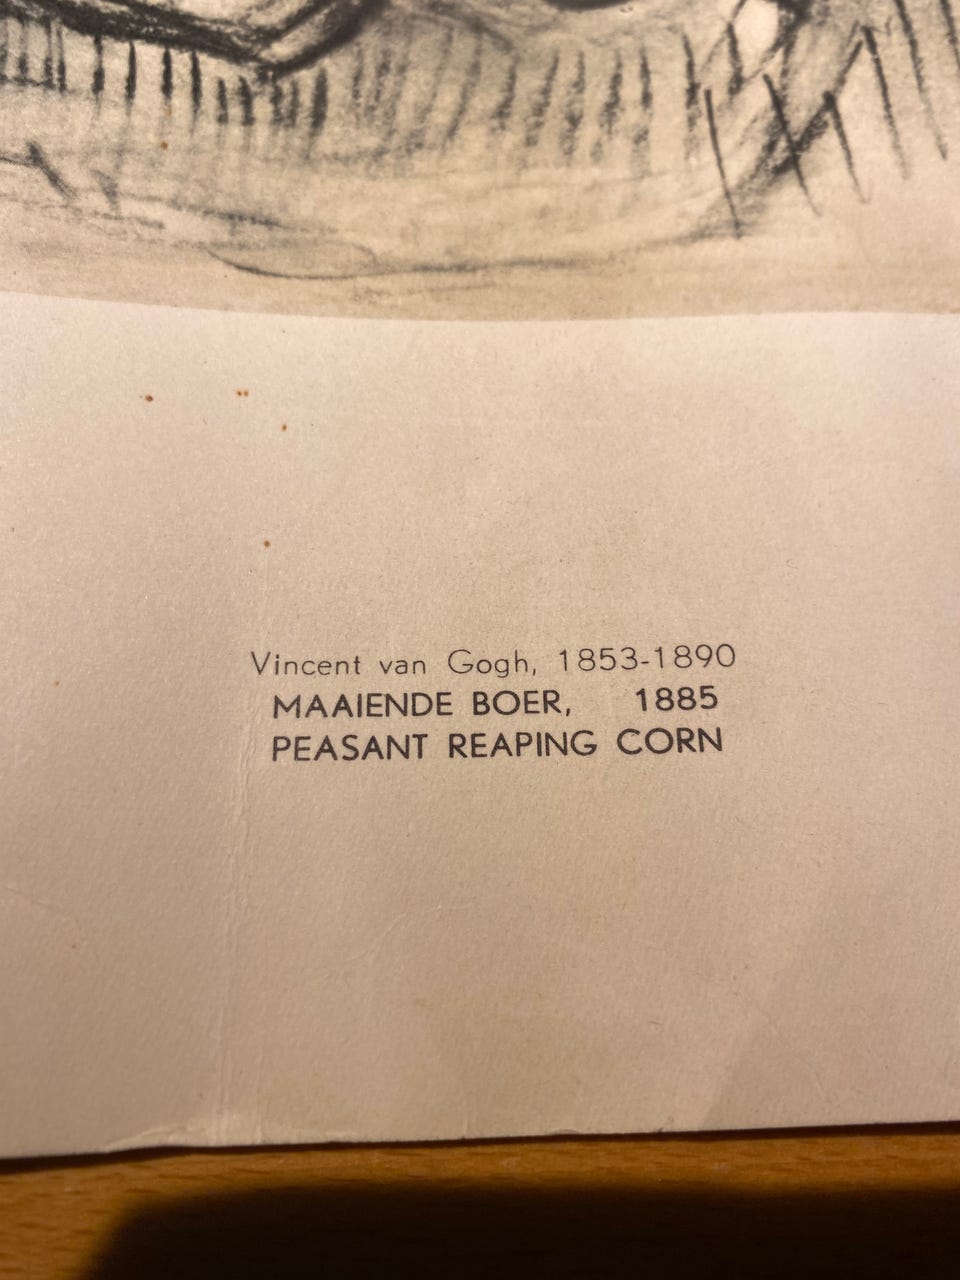 Vincent van Gogh, 1853-1890
MAAIENDE BOER, 1885
PEASANT REAPING CORN